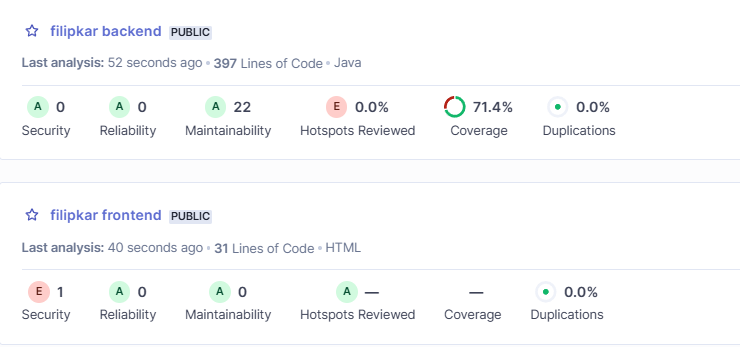 filipkar backend PUBLIC
Last analysis: 52 seconds ago • 397 Lines of Code • Java
A 0 A 0 A 22 E 0.0% 71.4% 0.0%
Security Reliability Maintainability Hotspots Reviewed Coverage Duplications
filipkar frontend PUBLIC
Last analysis: 40 seconds ago • 31 Lines of Code • HTML
E 1 A 0 A 0 A — — 0.0%
Security Reliability Maintainability Hotspots Reviewed Coverage Duplications